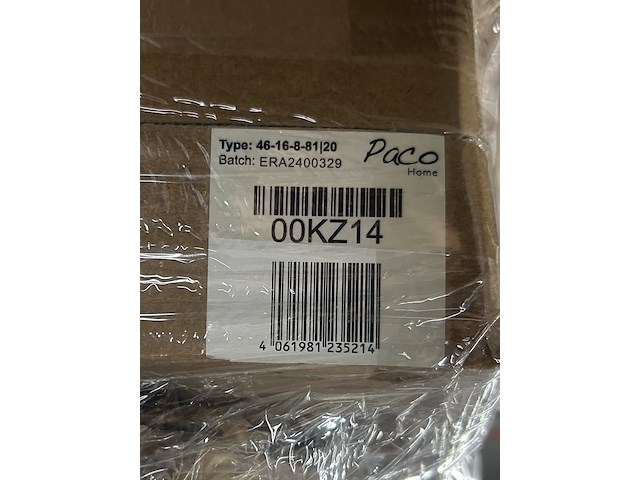 Type: 46-16-8-81|20
Batch: ERA2400329
Paco
Home
00KZ14
4 061981 235214